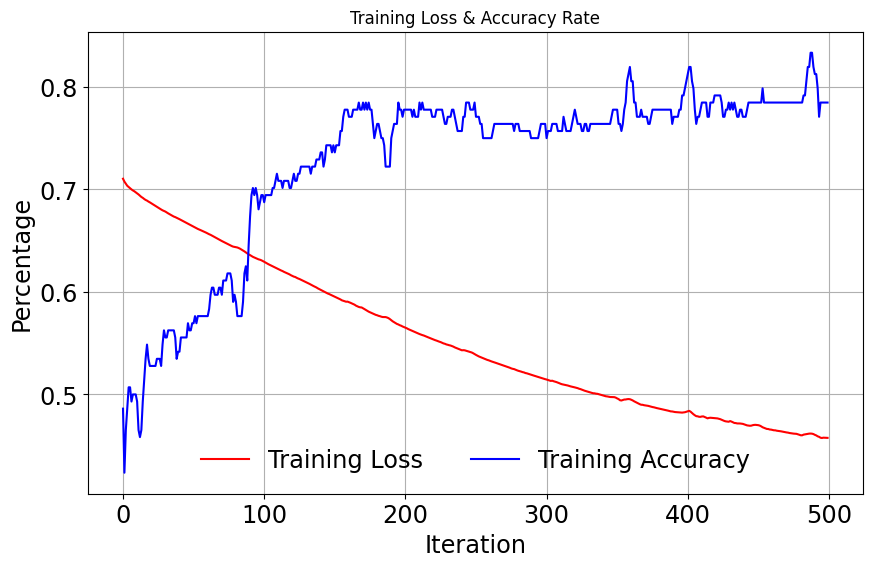 Training Loss & Accuracy Rate
Percentage
0.8
0.7
0.6
0.5
Training Loss
Training Accuracy
0 100 200 300 400 500
Iteration